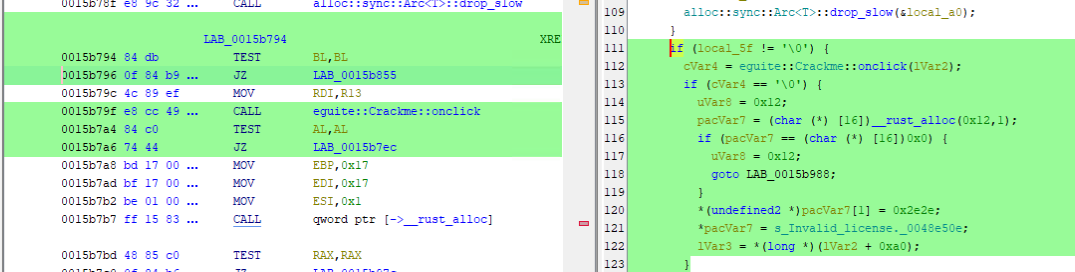 0015b78f e8 9c 32 ... CALL alloc::sync::Arc<T>::drop_slow
LAB_0015b794 XRE
0015b794 84 db TEST BL,BL
0015b796 0f 84 b9 ... JZ LAB_0015b855
0015b79c 4c 89 ef MOV RDI,R13
0015b79f e8 cc 49 ... CALL eguite::Crackme::onclick
0015b7a4 84 c0 TEST AL,AL
0015b7a6 74 44 JZ LAB_0015b7ec
0015b7a8 bd 17 00 ... MOV EBP,0x17
0015b7ad bf 17 00 ... MOV EDI,0x17
0015b7b2 be 01 00 ... MOV ESI,0x1
0015b7b7 ff 15 83 ... CALL qword ptr [->__rust_alloc]
0015b7bd 48 85 c0 TEST RAX,RAX
109 alloc::sync::Arc<T>::drop_slow(&local_a0);
110 }
111 if (local_5f != '\0') {
112 cVar4 = eguite::Crackme::onclick(lVar2);
113 if (cVar4 == '\0') {
114 uVar8 = 0x12;
115 pacVar7 = (char (*) [16])__rust_alloc(0x12,1);
116 if (pacVar7 == (char (*) [16])0x0) {
117 uVar8 = 0x12;
118 goto LAB_0015b988;
119 }
120 *(undefined2 *)pacVar7[1] = 0x2e2e;
121 *pacVar7 = s_Invalid_license._0048e50e;
122 lVar3 = *(long *)(lVar2 + 0xa0);
123 }